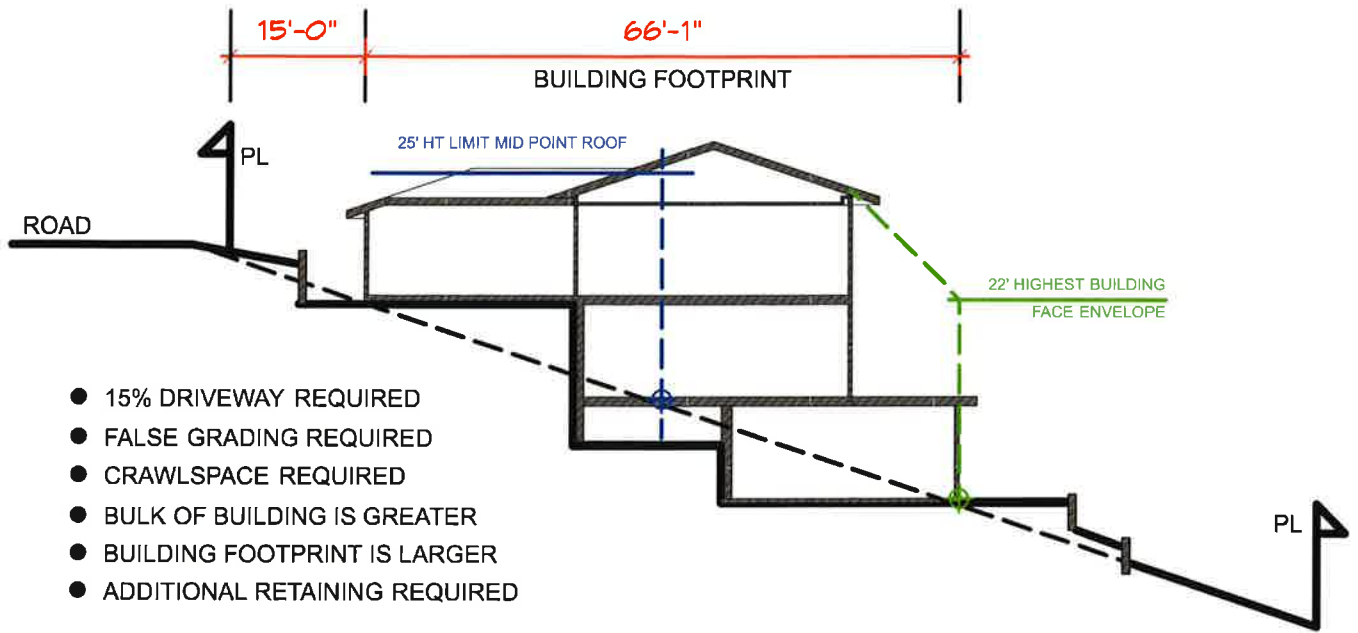 15'-0"
66'-1"
BUILDING FOOTPRINT
25' HT LIMIT MID POINT ROOF
PL
ROAD
22' HIGHEST BUILDING
FACE ENVELOPE
● 15% DRIVEWAY REQUIRED
● FALSE GRADING REQUIRED
● CRAWLSPACE REQUIRED
● BULK OF BUILDING IS GREATER
● BUILDING FOOTPRINT IS LARGER
● ADDITIONAL RETAINING REQUIRED
PL